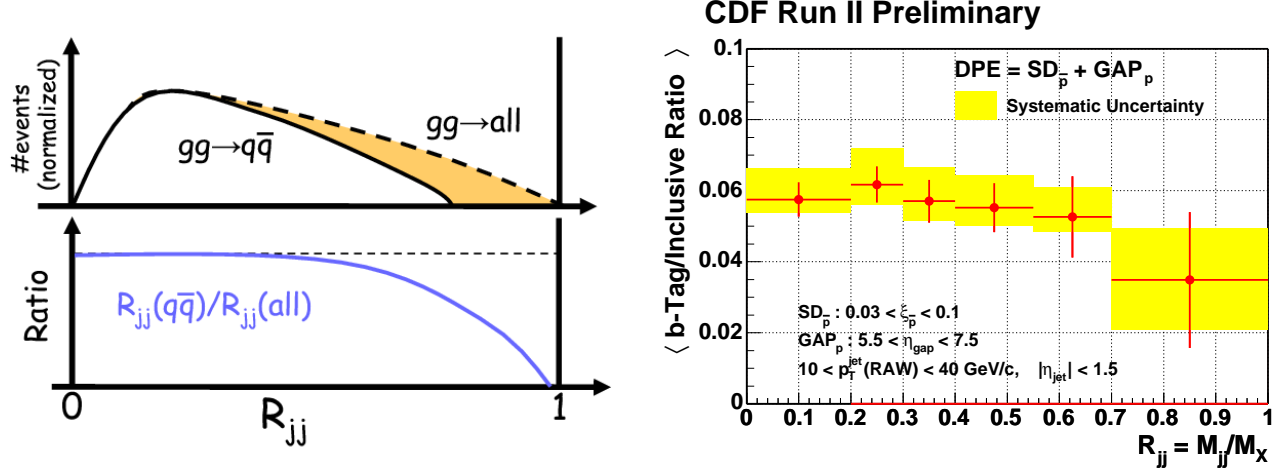 #events
(normalized)
gg→qq̅
gg→all
Ratio
R_jj(qq̅)/R_jj(all)
0
R_jj
1
CDF Run II Preliminary
⟨ b-Tag/Inclusive Ratio ⟩
0.1
0.08
0.06
0.04
0.02
0
DPE = SD_p̅ + GAP_p
Systematic Uncertainty
SD_p̅ : 0.03 < ξ_p̅ < 0.1
GAP_p : 5.5 < η_gap < 7.5
10 < p_T^jet (RAW) < 40 GeV/c, |η_jet| < 1.5
0 0.1 0.2 0.3 0.4 0.5 0.6 0.7 0.8 0.9 1
R_jj = M_jj/M_X